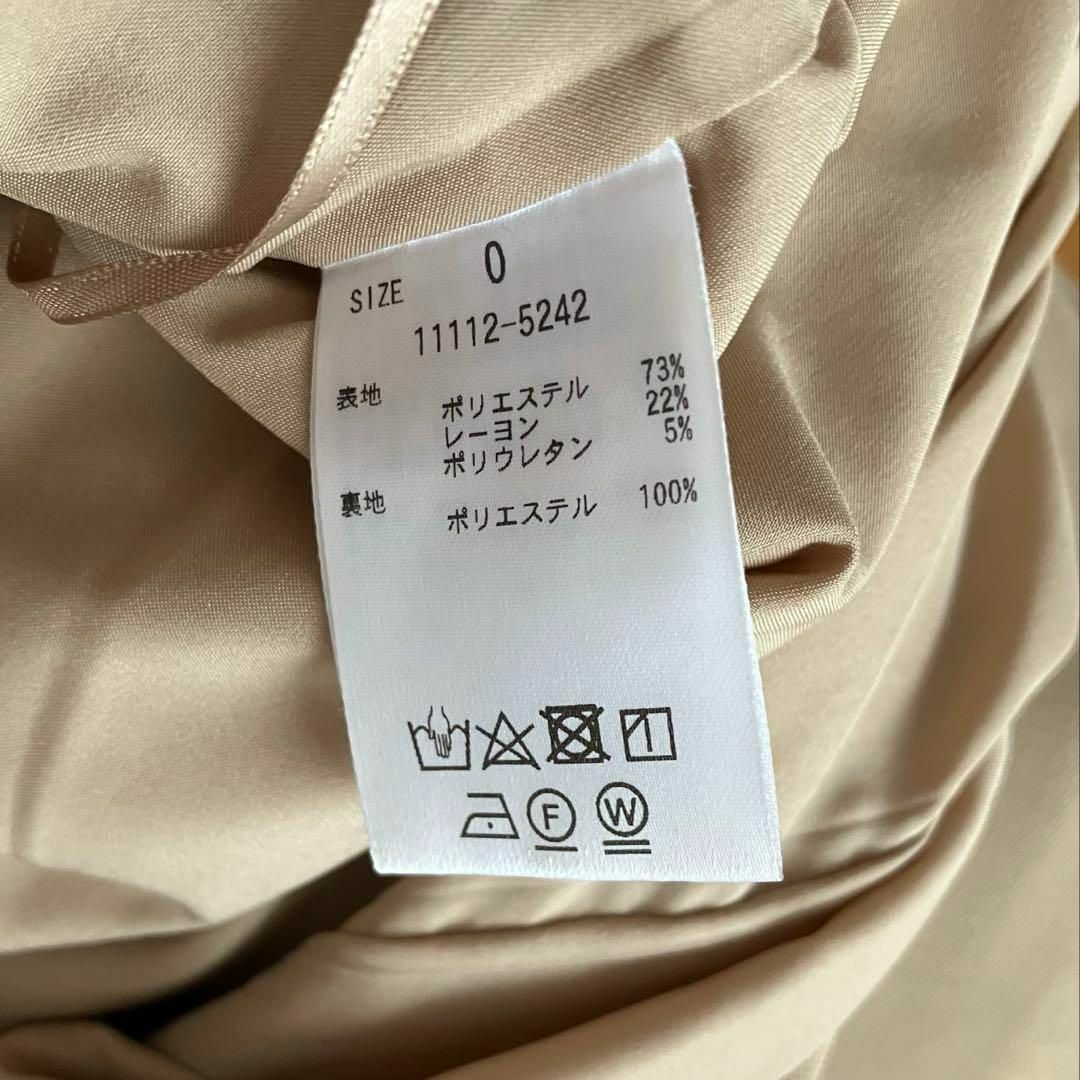 SIZE 0
11112-5242
表地 ポリエステル 73%
レーヨン 22%
ポリウレタン 5%
裏地 ポリエステル 100%
F W